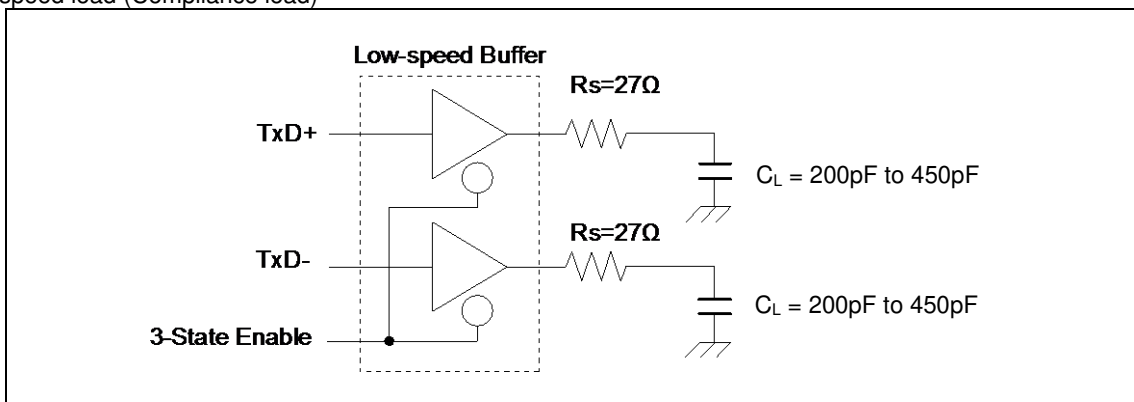 speed load (Compliance load)
Low-speed Buffer
Rs=27Ω
TxD+
CL = 200pF to 450pF
Rs=27Ω
TxD-
CL = 200pF to 450pF
3-State Enable